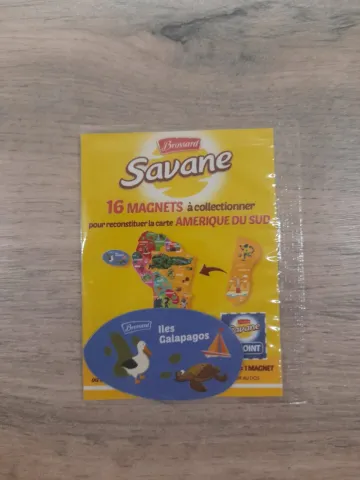 Brossard
Savane
16 MAGNETS à collectionner
pour reconstituer la carte AMERIQUE DU SUD
Brossard
Iles
Galapagos
Savane
POINT
1 MAGNET